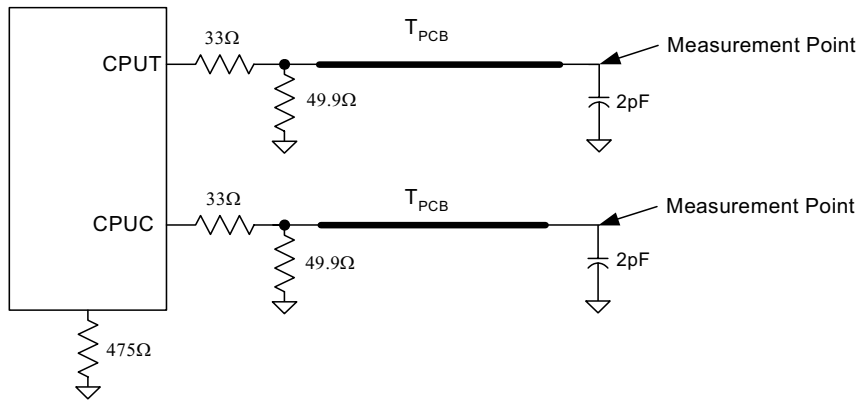 33Ω
T_PCB
CPUT
Measurement Point
49.9Ω
2pF
33Ω
T_PCB
CPUC
Measurement Point
49.9Ω
2pF
475Ω